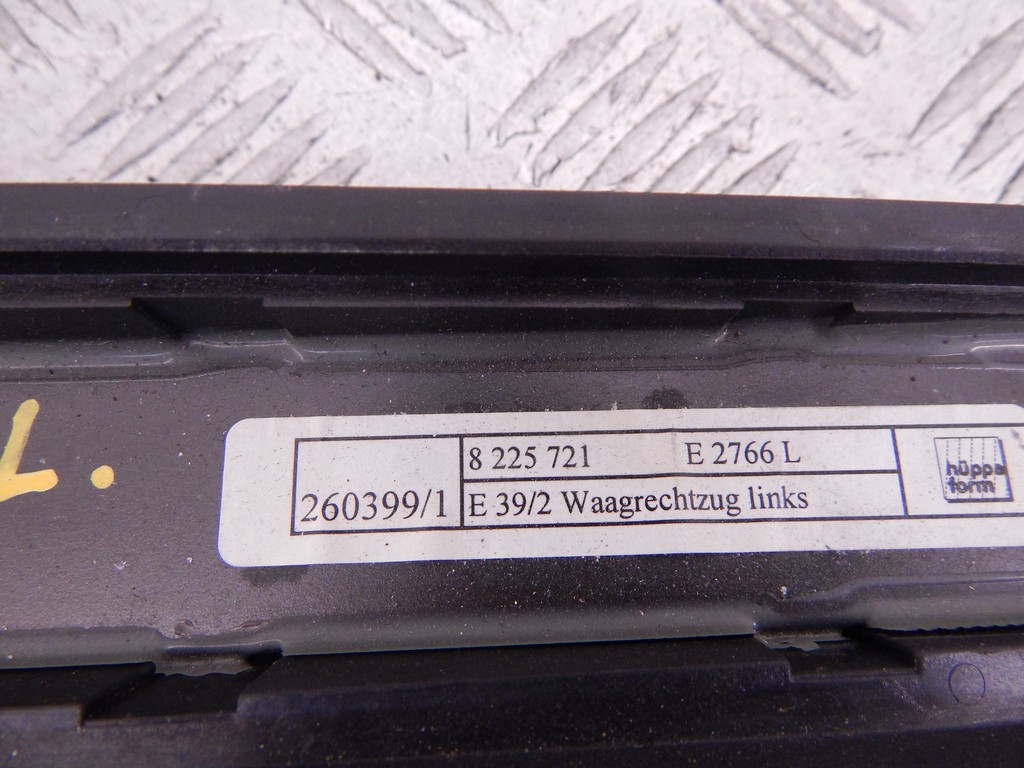 8 225 721 E 2766 L
260399/1 E 39/2 Waagrechtzug links
hüppe
form
L.